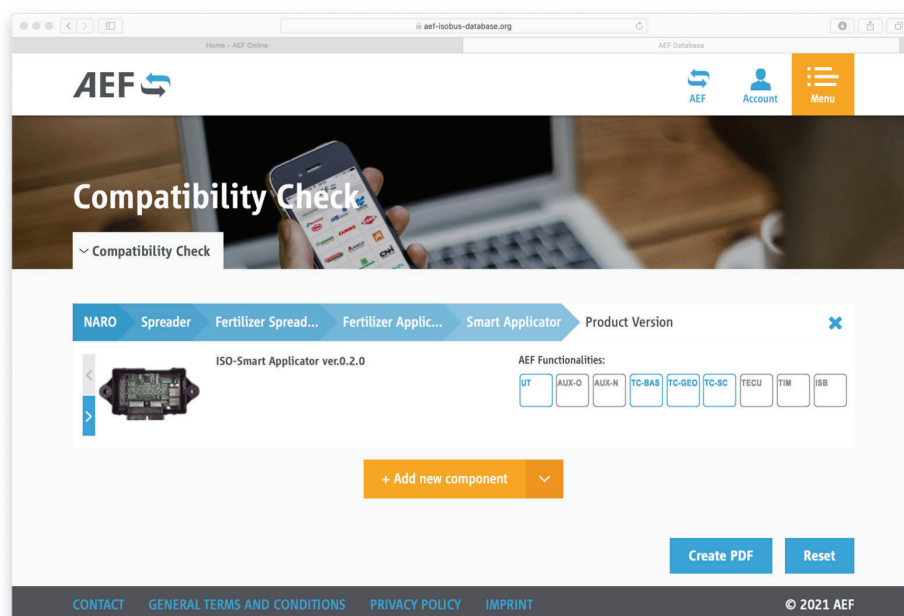 aef-isobus-database.org
Home – AEF Online
AEF Database
AEF
AEF
Account
Menu
Compatibility Check
Compatibility Check
NARO
Spreader
Fertilizer Spread...
Fertilizer Applic...
Smart Applicator
Product Version
ISO-Smart Applicator ver.0.2.0
AEF Functionalities:
UT
AUX-O
AUX-N
TC-BAS
TC-GEO
TC-SC
TECU
TIM
ISB
+ Add new component
Create PDF
Reset
CONTACT
GENERAL TERMS AND CONDITIONS
PRIVACY POLICY
IMPRINT
© 2021 AEF